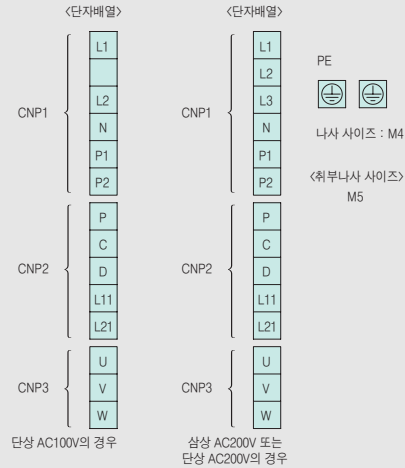 〈단자배열〉
CNP1
L1
L2
N
P1
P2
CNP2
P
C
D
L11
L21
CNP3
U
V
W
단상 AC100V의 경우
〈단자배열〉
CNP1
L1
L2
L3
N
P1
P2
CNP2
P
C
D
L11
L21
CNP3
U
V
W
삼상 AC200V 또는
단상 AC200V의 경우
PE
나사 사이즈 : M4
〈취부나사 사이즈〉
M5